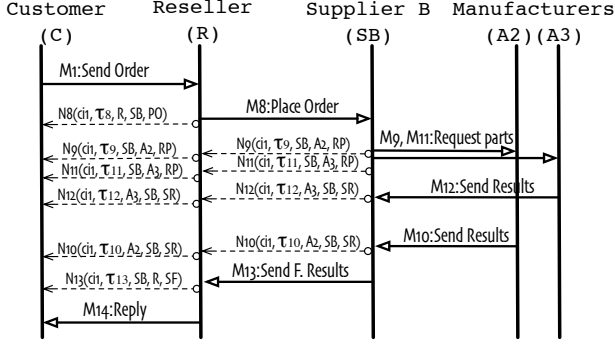 Customer Reseller Supplier B Manufacturers
(C) (R) (SB) (A2)(A3)
M1:Send Order
N8(ci1, τ8, R, SB, PO)
M8:Place Order
N9(ci1, τ9, SB, A2, RP)
N9(ci1, τ9, SB, A2, RP)
M9, M11:Request parts
N11(ci1, τ11, SB, A3, RP)
N11(ci1, τ11, SB, A3, RP)
N12(ci1, τ12, A3, SB, SR)
N12(ci1, τ12, A3, SB, SR)
M12:Send Results
N10(ci1, τ10, A2, SB, SR)
N10(ci1, τ10, A2, SB, SR)
M10:Send Results
N13(ci1, τ13, SB, R, SF)
M13:Send F. Results
M14:Reply